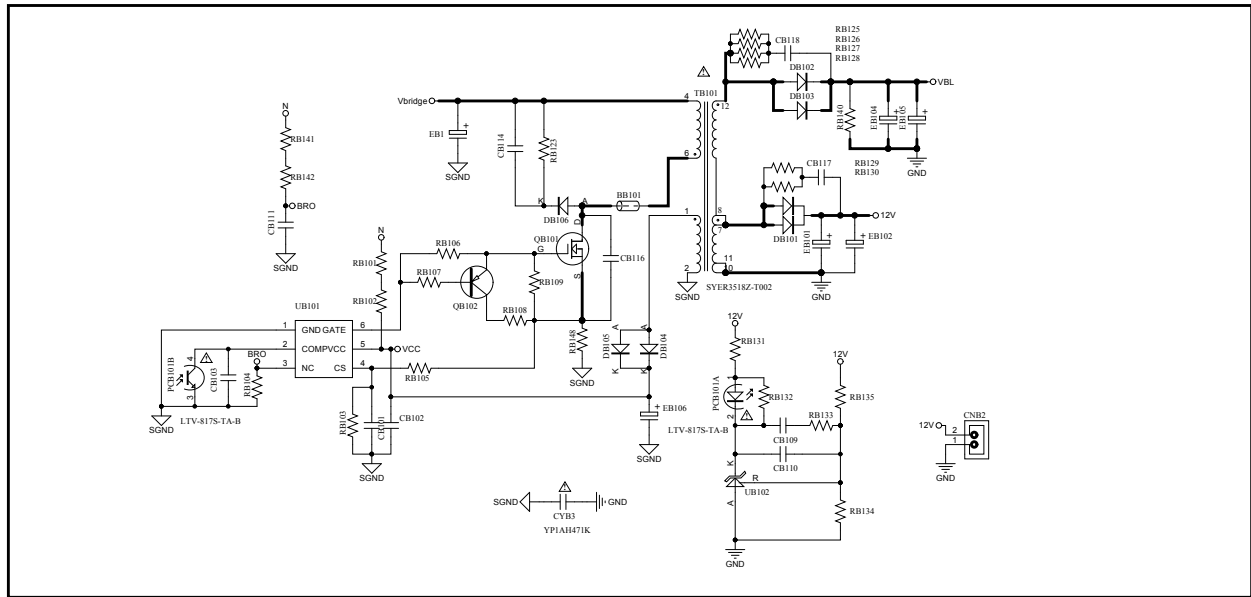 RB125
RB126
RB127
RB128
CB118
DB102
DB103
VBL
TB101
4
12
Vbridge
EB1
+
SGND
CB114
RB123
6
RB140
EB104
+
EB105
+
GND
N
RB141
RB142
BRO
CB111
SGND
K
A
DB106
BB101
D
QB101
G
S
CB116
1
2
SGND
8
7
11
10
SYER3518Z-T002
CB117
RB129
RB130
DB101
12V
EB101
+
EB102
+
GND
N
RB101
RB102
RB106
RB107
QB102
RB109
RB108
RB148
SGND
UB101
1
GND
GATE
6
2
COMP
VCC
5
VCC
3
NC
CS
4
BRO
PCB101B
4
3
CB103
RB104
SGND
LTV-817S-TA-B
RB105
RB103
CB101
CB102
SGND
A
A
DB105
DB104
K
K
EB106
+
SGND
SGND
CYB3
GND
YP1AH471K
12V
RB131
PCB101A
1
2
RB132
LTV-817S-TA-B
CB109
RB133
CB110
12V
RB135
K
R
UB102
A
RB134
GND
CNB2
12V
2
1
GND